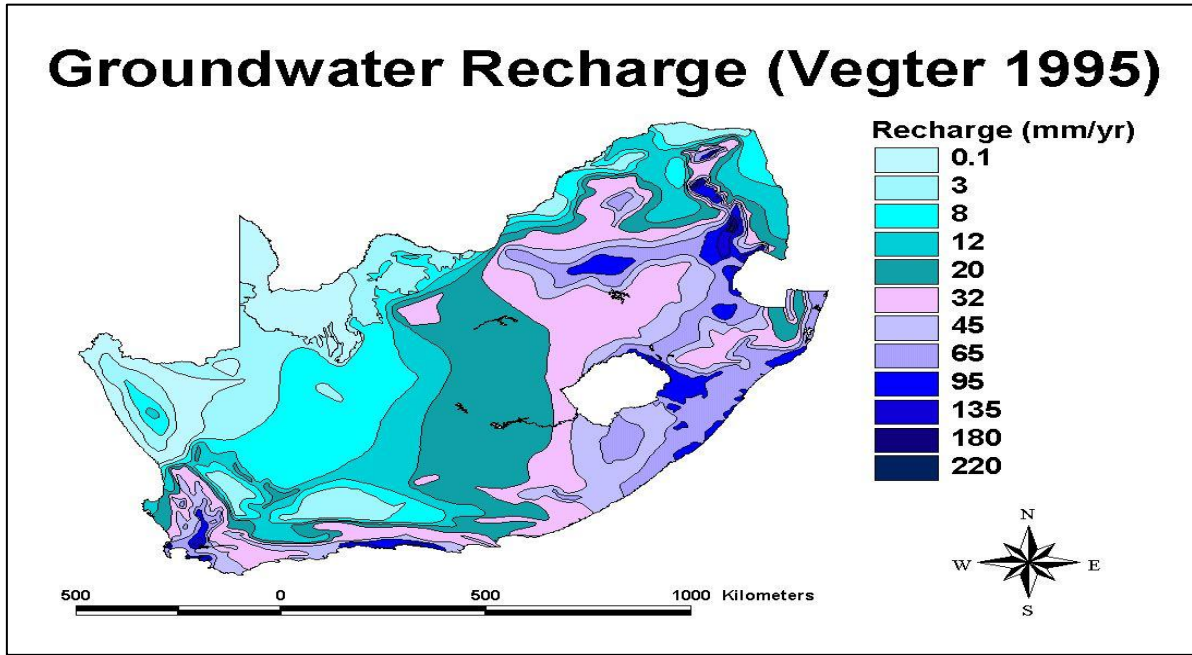 Groundwater Recharge (Vegter 1995)
Recharge (mm/yr)
0.1
3
8
12
20
32
45
65
95
135
180
220
N
W E
S
500 0 500 1000 Kilometers